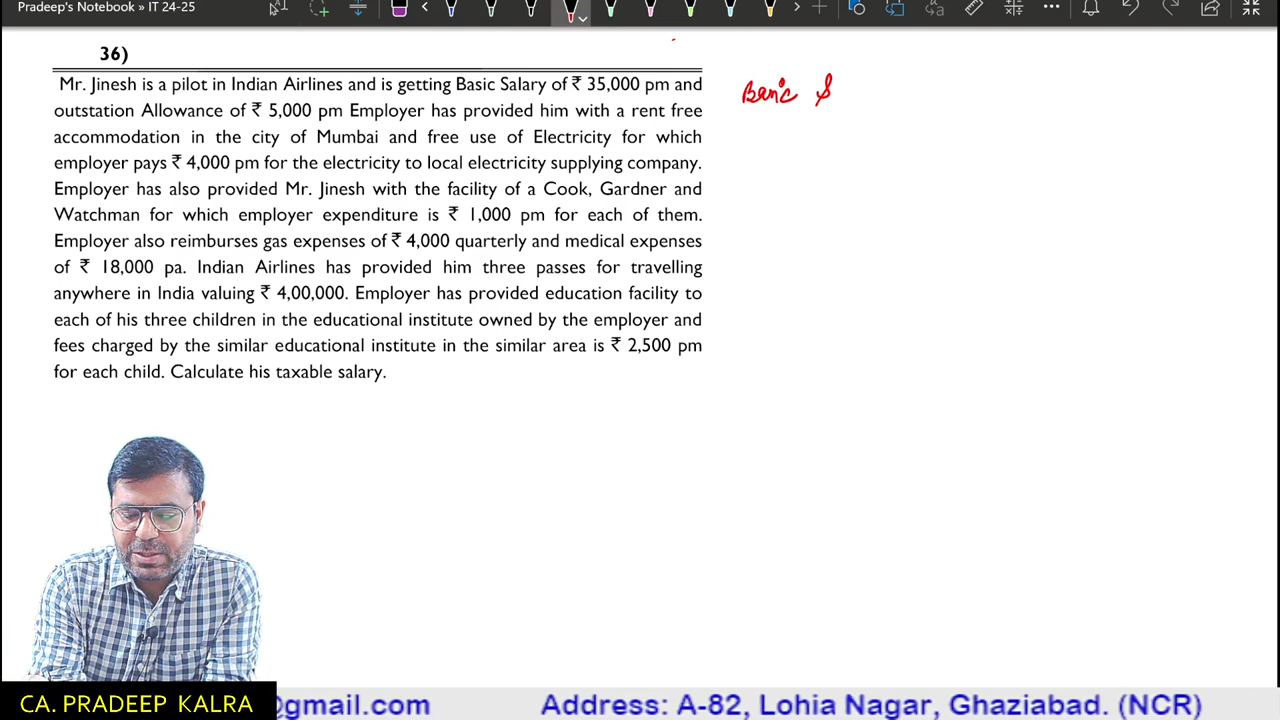 Pradeep's Notebook » IT 24-25
36)
Mr. Jinesh is a pilot in Indian Airlines and is getting Basic Salary of ₹ 35,000 pm and
outstation Allowance of ₹ 5,000 pm Employer has provided him with a rent free
accommodation in the city of Mumbai and free use of Electricity for which
employer pays ₹ 4,000 pm for the electricity to local electricity supplying company.
Employer has also provided Mr. Jinesh with the facility of a Cook, Gardner and
Watchman for which employer expenditure is ₹ 1,000 pm for each of them.
Employer also reimburses gas expenses of ₹ 4,000 quarterly and medical expenses
of ₹ 18,000 pa. Indian Airlines has provided him three passes for travelling
anywhere in India valuing ₹ 4,00,000. Employer has provided education facility to
each of his three children in the educational institute owned by the employer and
fees charged by the similar educational institute in the similar area is ₹ 2,500 pm
for each child. Calculate his taxable salary.
Basic S
CA. PRADEEP KALRA
@gmail.com Address: A-82, Lohia Nagar, Ghaziabad. (NCR)